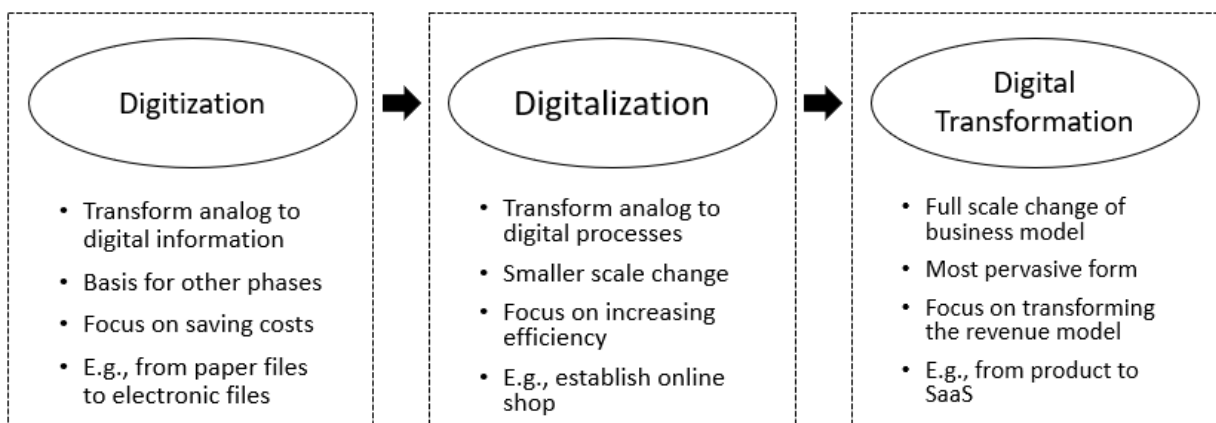 Digitization
• Transform analog to
digital information
• Basis for other phases
• Focus on saving costs
• E.g., from paper files
to electronic files
Digitalization
• Transform analog to
digital processes
• Smaller scale change
• Focus on increasing
efficiency
• E.g., establish online
shop
Digital
Transformation
• Full scale change of
business model
• Most pervasive form
• Focus on transforming
the revenue model
• E.g., from product to
SaaS